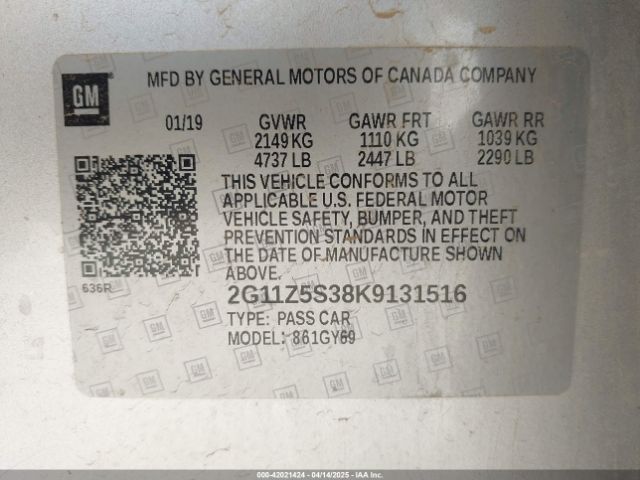 GM MFD BY GENERAL MOTORS OF CANADA COMPANY
01/19 GVWR GAWR FRT GAWR RR
2149 KG 1110 KG 1039 KG
4737 LB 2447 LB 2290 LB
THIS VEHICLE CONFORMS TO ALL
APPLICABLE U.S. FEDERAL MOTOR
VEHICLE SAFETY, BUMPER, AND THEFT
PREVENTION STANDARDS IN EFFECT ON
THE DATE OF MANUFACTURE SHOWN
ABOVE.
636R
2G11Z5S38K9131516
TYPE: PASS CAR
MODEL: 861GY69
000-42021424 | 04/14/2025 - IAA Inc.